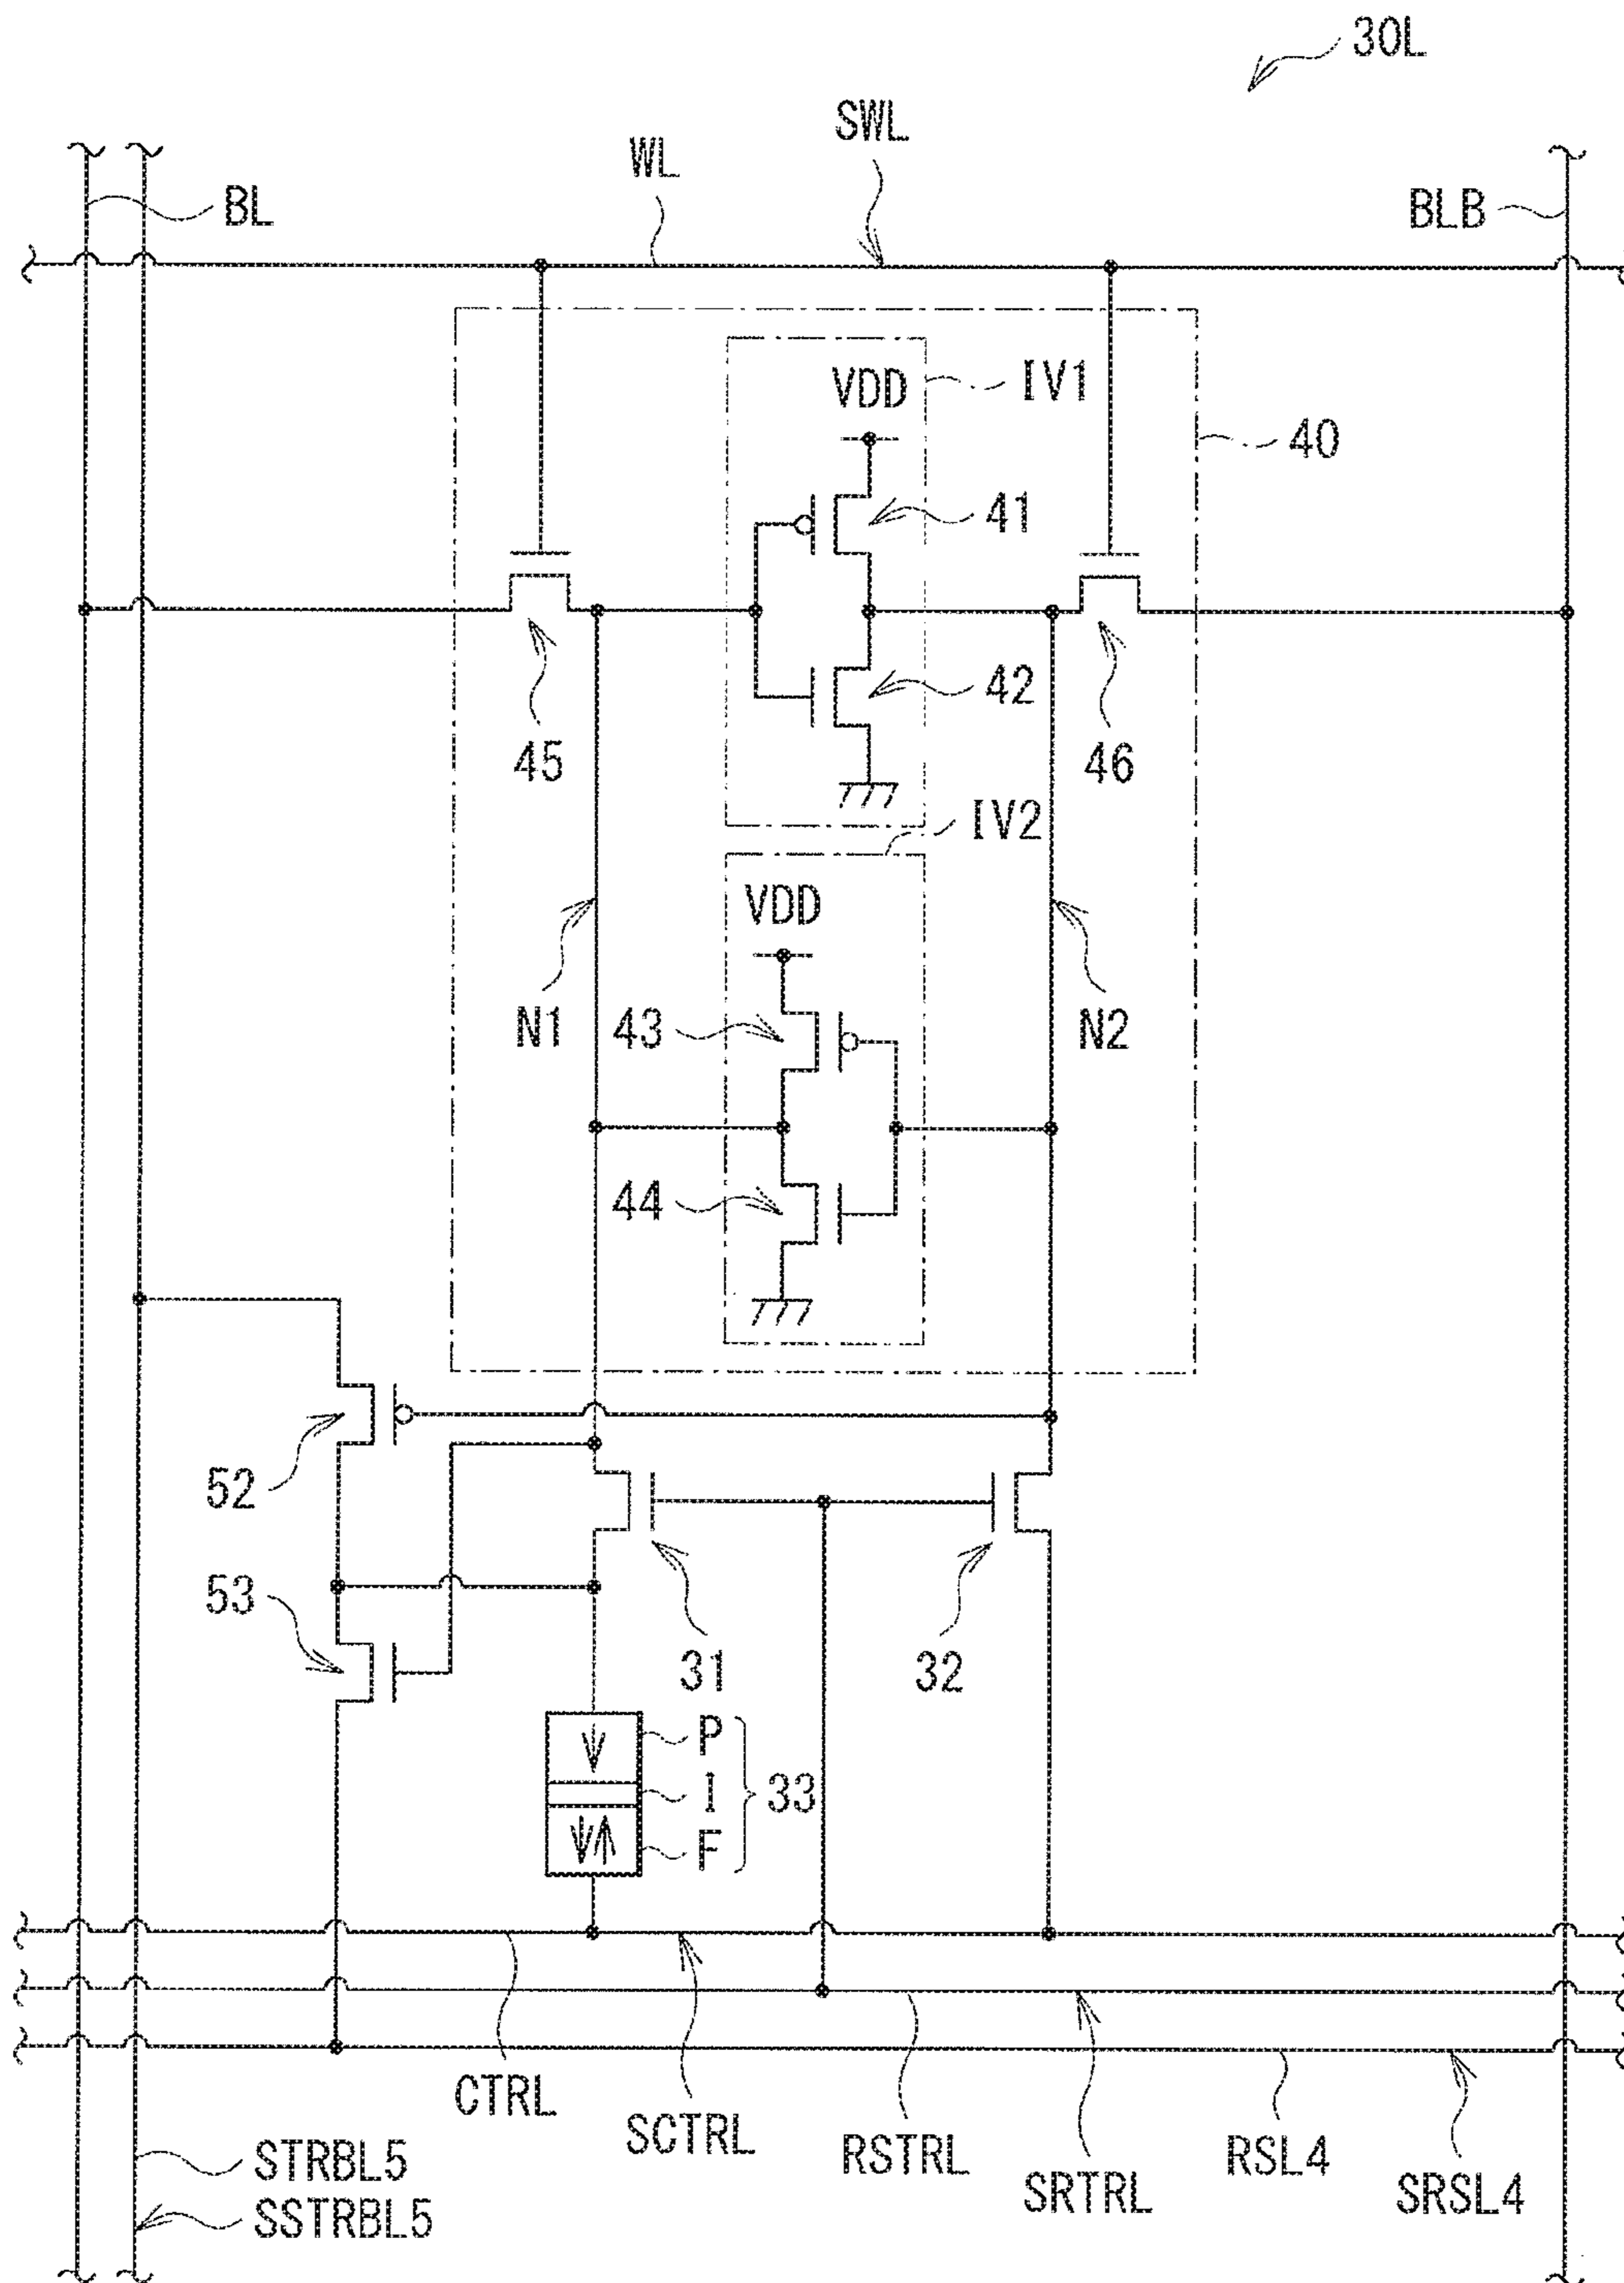 30L
SWL
WL
BL
BLB
VDD
IV1
40
41
42
45
46
IV2
VDD
N1
43
N2
44
52
53
31
32
P
I
33
F
CTRL
SCTRL
RSTRL
SRTRL
RSL4
SRSL4
STRBL5
SSTRBL5